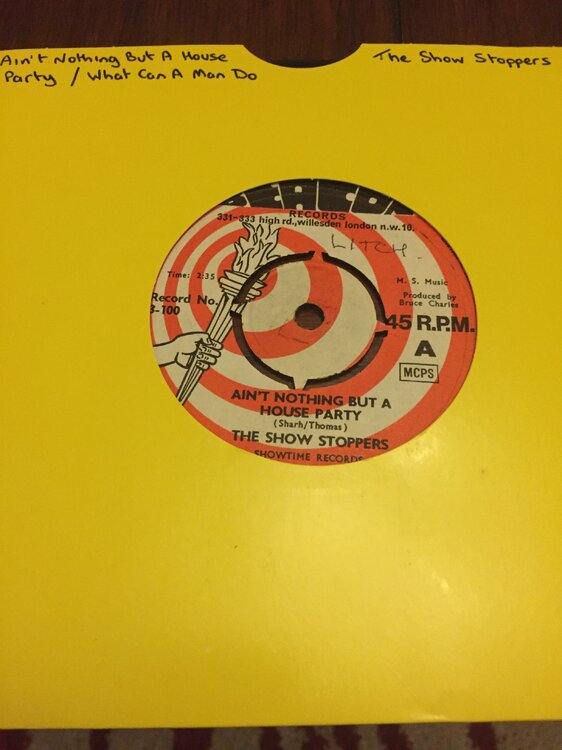 Ain't Nothing But A House
Party / What Can A Man Do
The Show Stoppers
RECORDS
331-333 high rd., willesden london n.w.10.
LITCH.
Time: 2:35
M. S. Music
Produced by
Bruce Charles
Record No.
B-100
45 R.P.M.
A
MCPS
AIN'T NOTHING BUT A
HOUSE PARTY
(Sharh/Thomas)
THE SHOW STOPPERS
SHOWTIME RECORDS